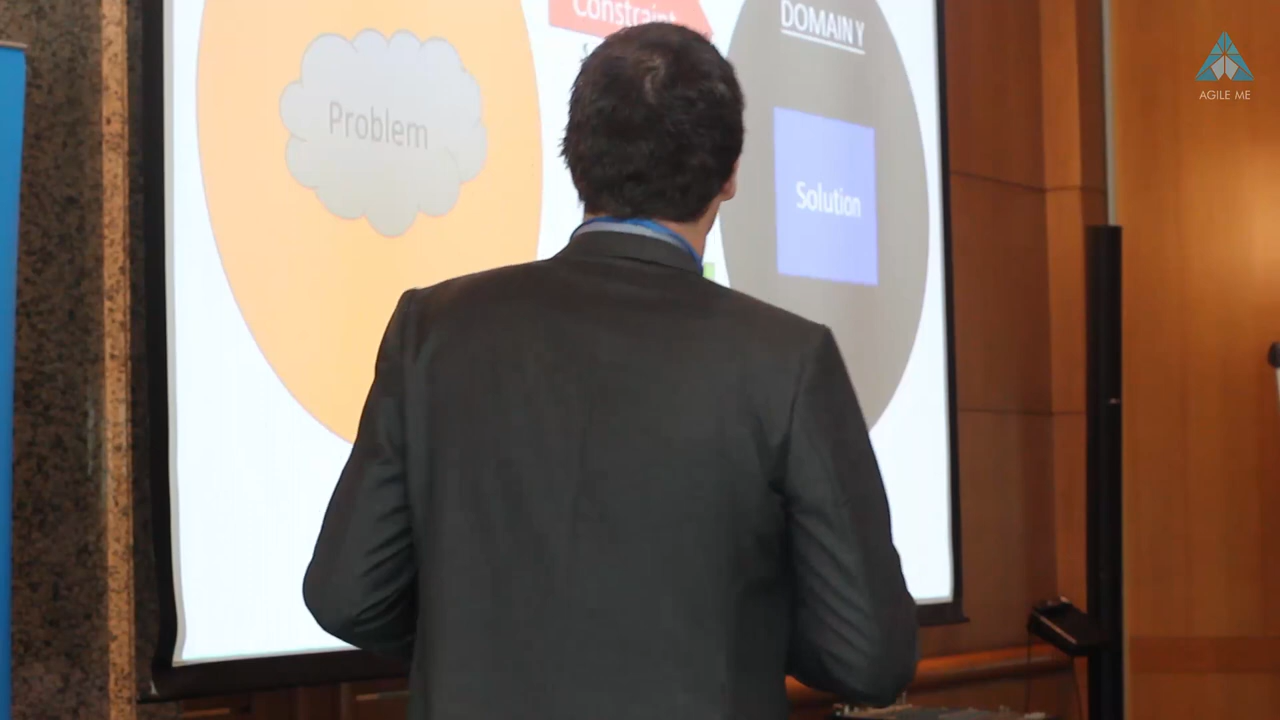 Constraint
DOMAIN Y
Problem
Solution
AGILE ME